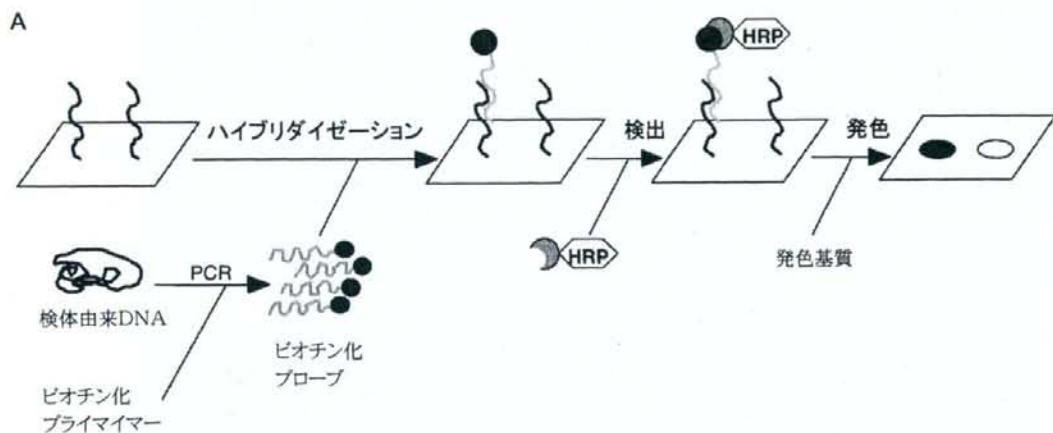 A
HRP
ハイブリダイゼーション
検出
発色
HRP
発色基質
PCR
検体由来DNA
ビオチン化
プローブ
ビオチン化
プライマイマー